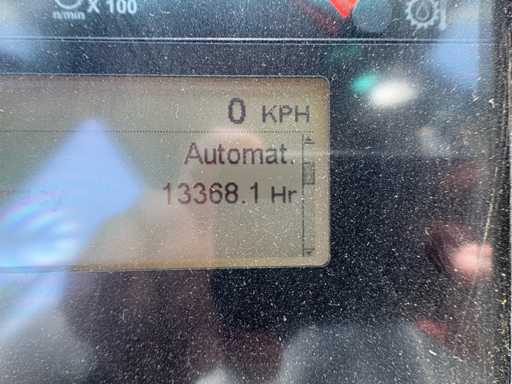 n/min X 100
0 KPH
Automat.
13368.1 Hr